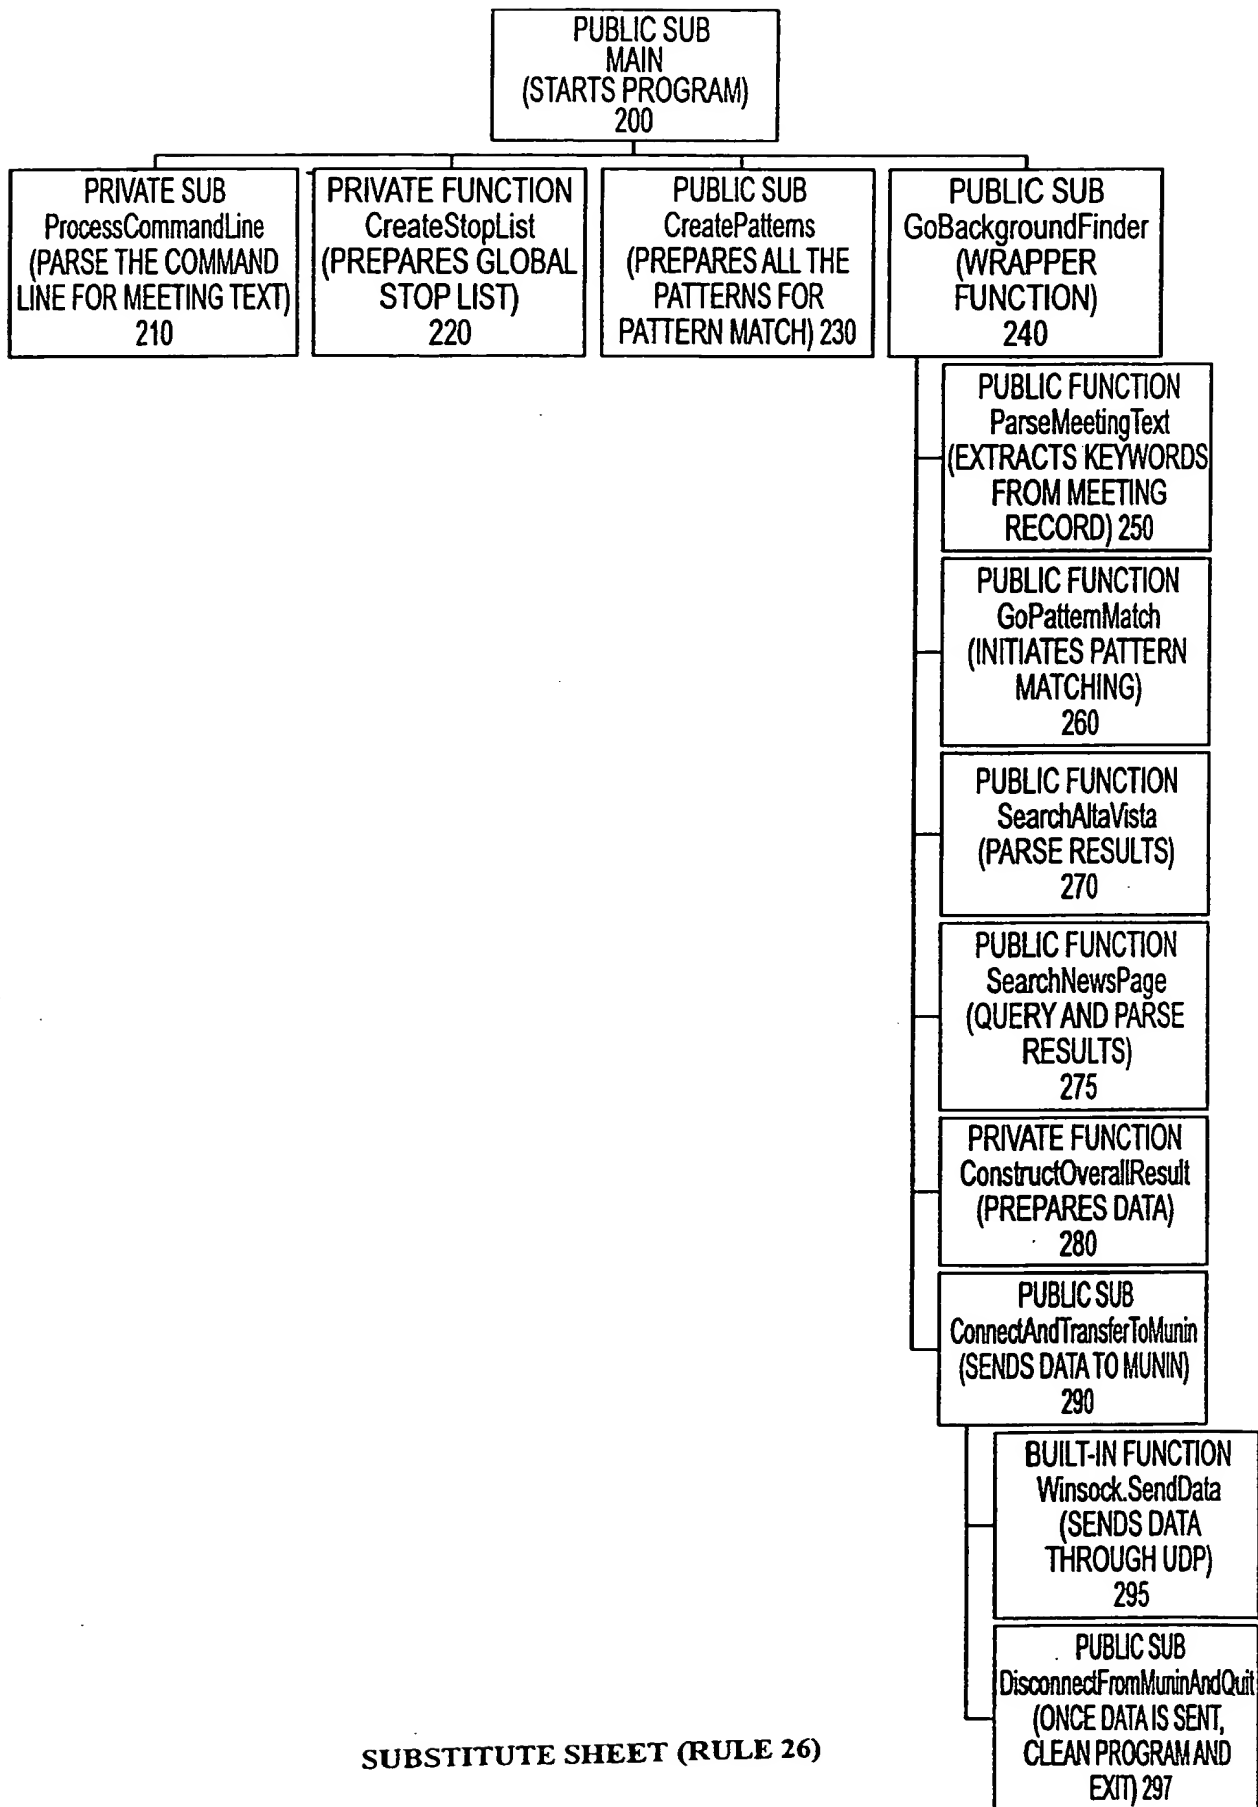 PUBLIC SUB
MAIN
(STARTS PROGRAM)
200
PRIVATE SUB
ProcessCommandLine
(PARSE THE COMMAND
LINE FOR MEETING TEXT)
210
PRIVATE FUNCTION
CreateStopList
(PREPARES GLOBAL
STOP LIST)
220
PUBLIC SUB
CreatePatterns
(PREPARES ALL THE
PATTERNS FOR
PATTERN MATCH) 230
PUBLIC SUB
GoBackgroundFinder
(WRAPPER
FUNCTION)
240
PUBLIC FUNCTION
ParseMeetingText
(EXTRACTS KEYWORDS
FROM MEETING
RECORD) 250
PUBLIC FUNCTION
GoPatternMatch
(INITIATES PATTERN
MATCHING)
260
PUBLIC FUNCTION
SearchAltaVista
(PARSE RESULTS)
270
PUBLIC FUNCTION
SearchNewsPage
(QUERY AND PARSE
RESULTS)
275
PRIVATE FUNCTION
ConstructOverallResult
(PREPARES DATA)
280
PUBLIC SUB
ConnectAndTransferToMunin
(SENDS DATA TO MUNIN)
290
BUILT-IN FUNCTION
Winsock.SendData
(SENDS DATA
THROUGH UDP)
295
PUBLIC SUB
DisconnectFromMuninAndQuit
(ONCE DATA IS SENT,
CLEAN PROGRAM AND
EXIT) 297
SUBSTITUTE SHEET (RULE 26)